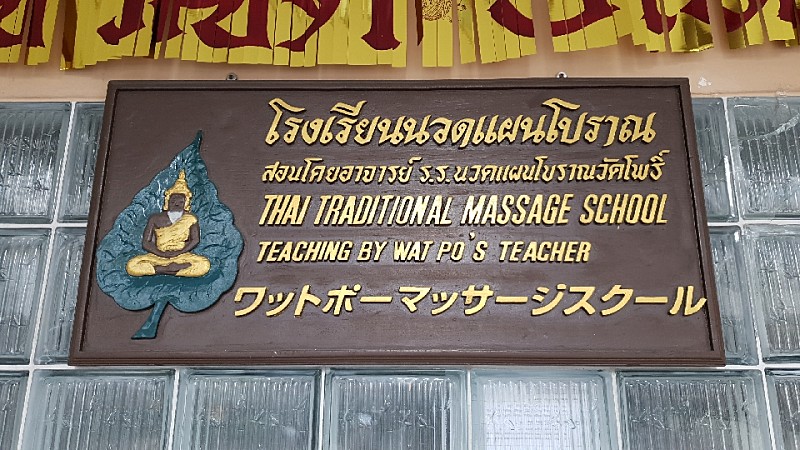 โรงเรียนนวดแผนโบราณ
สอนโดยอาจารย์ ร.ร.นวดแผนโบราณวัดโพธิ์
THAI TRADITIONAL MASSAGE SCHOOL
TEACHING BY WAT PO'S TEACHER
ワットポーマッサージスクール